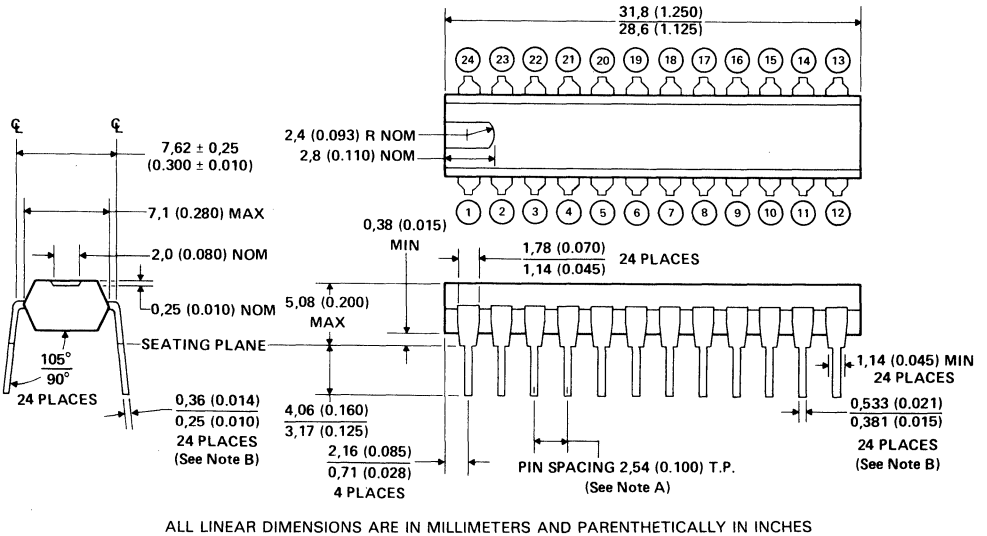 31,8 (1.250)
28,6 (1.125)
24 23 22 21 20 19 18 17 16 15 14 13
2,4 (0.093) R NOM
2,8 (0.110) NOM
1 2 3 4 5 6 7 8 9 10 11 12
℄ ℄
7,62 ± 0,25
(0.300 ± 0.010)
7,1 (0.280) MAX
2,0 (0.080) NOM
0,25 (0.010) NOM
0,38 (0.015)
MIN
1,78 (0.070)
1,14 (0.045)
24 PLACES
5,08 (0.200)
MAX
SEATING PLANE
105°
90°
24 PLACES
0,36 (0.014)
0,25 (0.010)
24 PLACES
(See Note B)
4,06 (0.160)
3,17 (0.125)
2,16 (0.085)
0,71 (0.028)
4 PLACES
PIN SPACING 2,54 (0.100) T.P.
(See Note A)
1,14 (0.045) MIN
24 PLACES
0,533 (0.021)
0,381 (0.015)
24 PLACES
(See Note B)
ALL LINEAR DIMENSIONS ARE IN MILLIMETERS AND PARENTHETICALLY IN INCHES